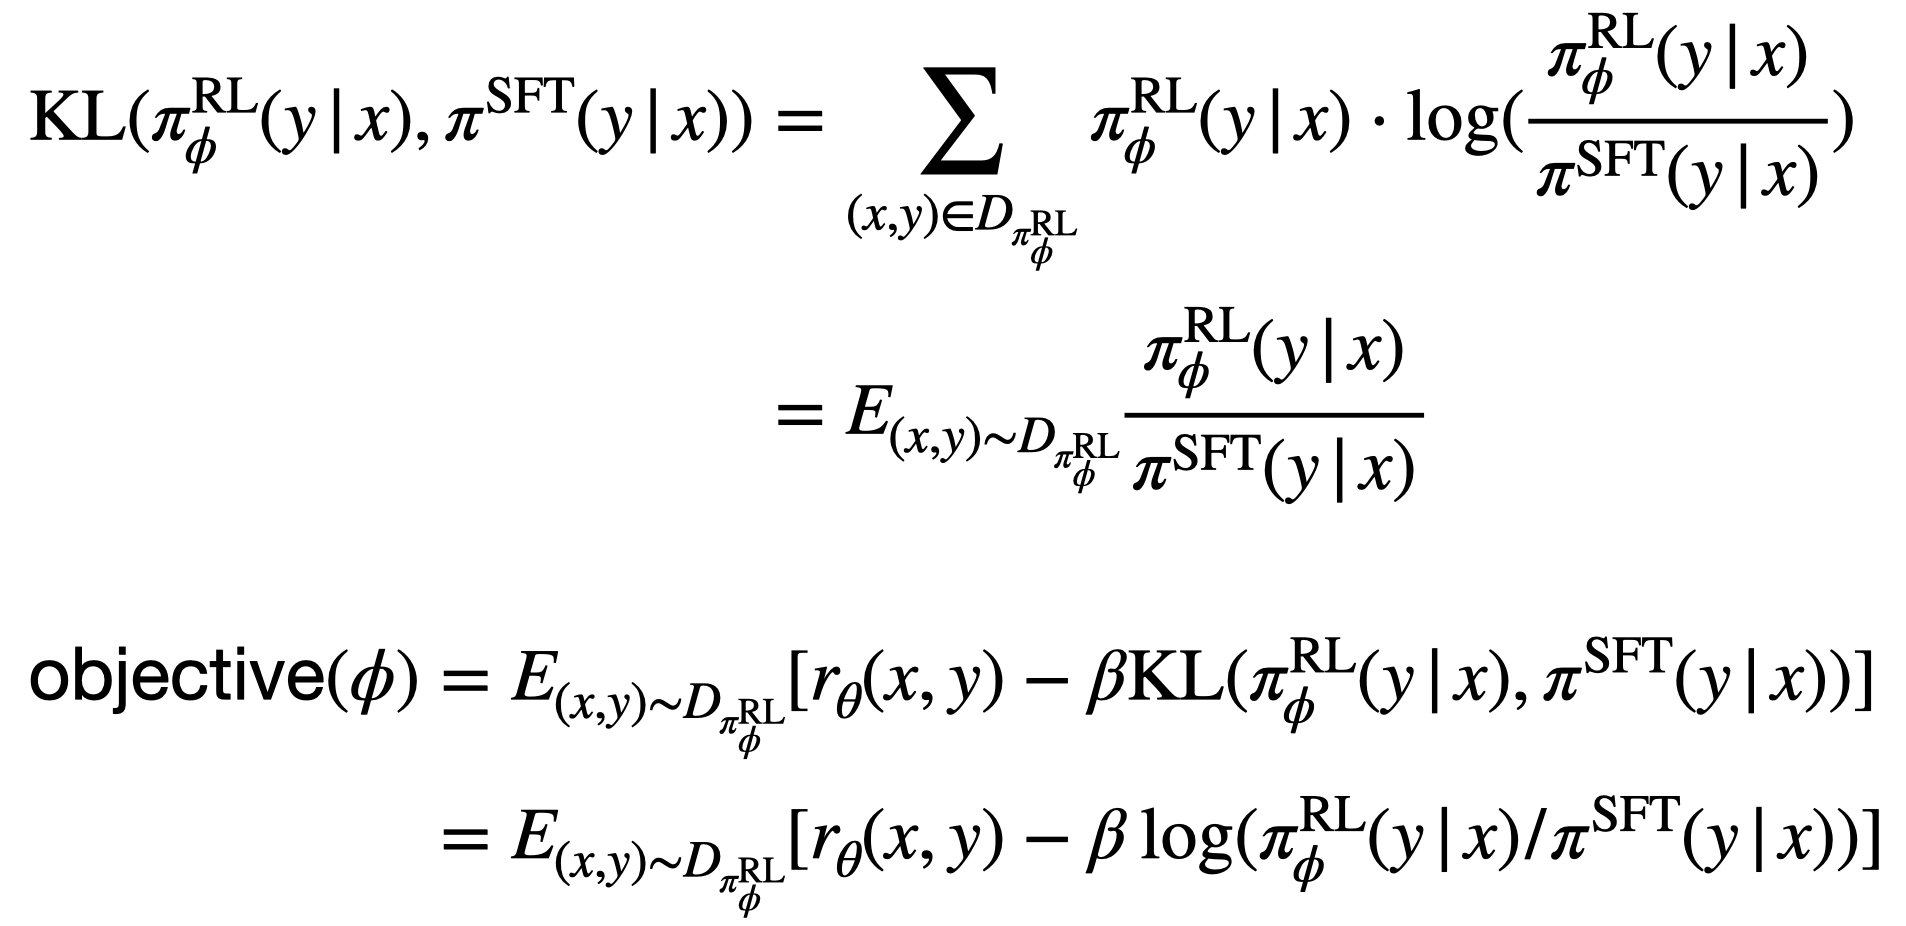 KL(π_ϕ^RL(y|x), π^SFT(y|x)) = ∑_{(x,y)∈D_{π_ϕ^RL}} π_ϕ^RL(y|x) · log(π_ϕ^RL(y|x) / π^SFT(y|x))
= E_{(x,y)∼D_{π_ϕ^RL}} π_ϕ^RL(y|x) / π^SFT(y|x)
objective(ϕ) = E_{(x,y)∼D_{π_ϕ^RL}}[r_θ(x, y) − βKL(π_ϕ^RL(y|x), π^SFT(y|x))]
= E_{(x,y)∼D_{π_ϕ^RL}}[r_θ(x, y) − β log(π_ϕ^RL(y|x)/π^SFT(y|x))]